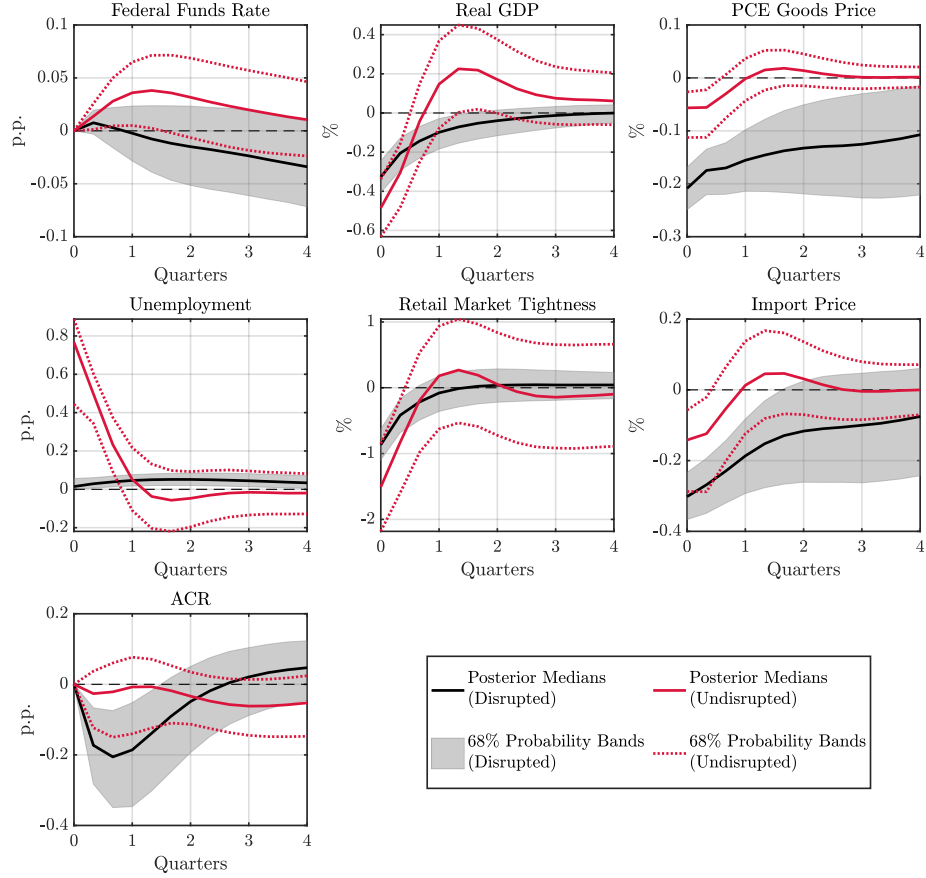 Federal Funds Rate
0.1
0.05
0
-0.05
-0.1
p.p.
0 1 2 3 4
Quarters
Real GDP
0.4
0.2
0
-0.2
-0.4
-0.6
%
0 1 2 3 4
Quarters
PCE Goods Price
0.1
0
-0.1
-0.2
-0.3
%
0 1 2 3 4
Quarters
Unemployment
0.8
0.6
0.4
0.2
0
-0.2
p.p.
0 1 2 3 4
Quarters
Retail Market Tightness
1
0
-1
-2
%
0 1 2 3 4
Quarters
Import Price
0.2
0
-0.2
-0.4
%
0 1 2 3 4
Quarters
ACR
0.2
0
-0.2
-0.4
p.p.
0 1 2 3 4
Quarters
Posterior Medians
(Disrupted)
Posterior Medians
(Undisrupted)
68% Probability Bands
(Disrupted)
68% Probability Bands
(Undisrupted)